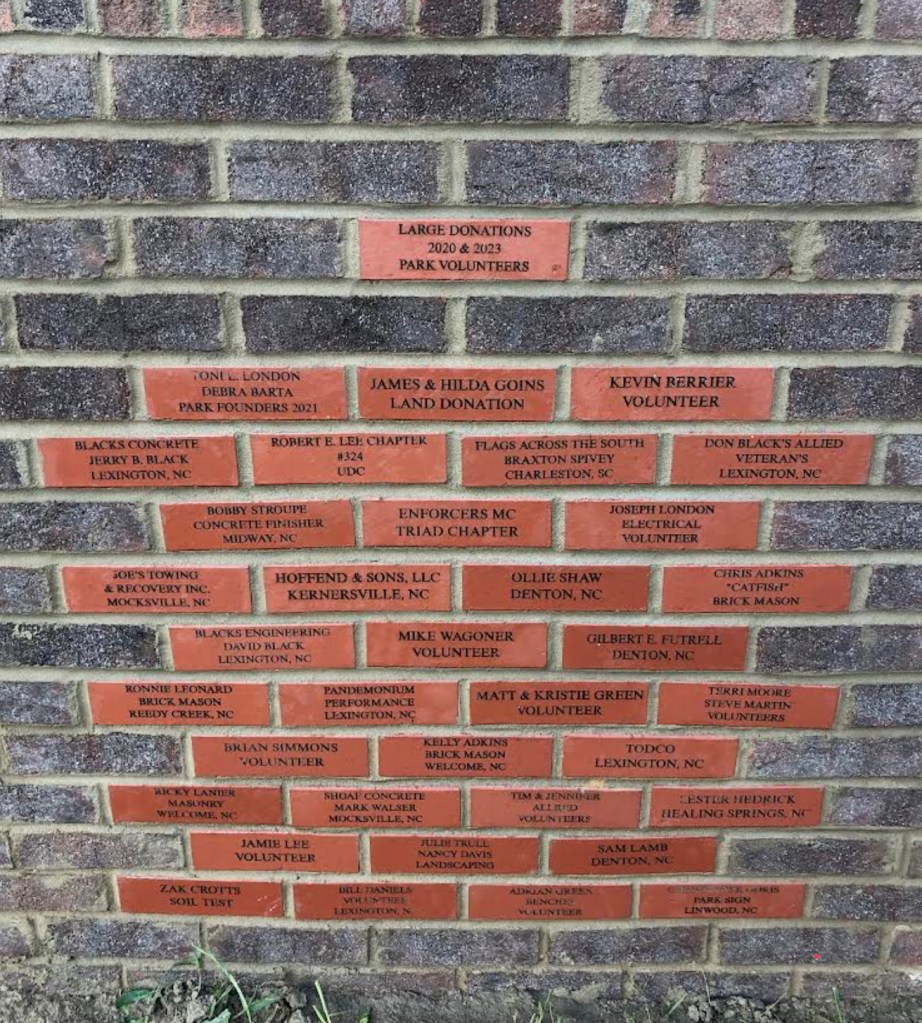 LARGE DONATIONS
2020 & 2023
PARK VOLUNTEERS
TONI L. LONDON
DEBRA BARTA
PARK FOUNDERS 2021
JAMES & HILDA GOINS
LAND DONATION
KEVIN BERRIER
VOLUNTEER
BLACKS CONCRETE
JERRY B. BLACK
LEXINGTON, NC
ROBERT E. LEE CHAPTER
#324
UDC
FLAGS ACROSS THE SOUTH
BRAXTON SPIVEY
CHARLESTON, SC
DON BLACK'S ALLIED
VETERAN'S
LEXINGTON, NC
BOBBY STROUPE
CONCRETE FINISHER
MIDWAY, NC
ENFORCERS MC
TRIAD CHAPTER
JOSEPH LONDON
ELECTRICAL
VOLUNTEER
JOE'S TOWING
& RECOVERY INC.
MOCKSVILLE, NC
HOFFEND & SONS, LLC
KERNERSVILLE, NC
OLLIE SHAW
DENTON, NC
CHRIS ADKINS
"CATFISH"
BRICK MASON
BLACKS ENGINEERING
DAVID BLACK
LEXINGTON, NC
MIKE WAGONER
VOLUNTEER
GILBERT E. FUTRELL
DENTON, NC
RONNIE LEONARD
BRICK MASON
REEDY CREEK, NC
PANDEMONIUM
PERFORMANCE
LEXINGTON, NC
MATT & KRISTIE GREEN
VOLUNTEER
TERRI MOORE
STEVE MARTIN
VOLUNTEERS
BRIAN SIMMONS
VOLUNTEER
KELLY ADKINS
BRICK MASON
WELCOME, NC
TODCO
LEXINGTON, NC
RICKY LANIER
MASONRY
WELCOME, NC
SHOAF CONCRETE
MARK WALSER
MOCKSVILLE, NC
TIM & JENNIFER
ALLRED
VOLUNTEERS
LESTER HEDRICK
HEALING SPRINGS, NC
JAMIE LEE
VOLUNTEER
JULIE TRULL
NANCY DAVIS
LANDSCAPING
SAM LAMB
DENTON, NC
ZAK CROTTS
SOIL TEST
BILL DANIELS
VOLUNTEER
LEXINGTON, N
ADRIAN GREEN
BENCHES
VOLUNTEER
PARK SIGN
LINWOOD, NC